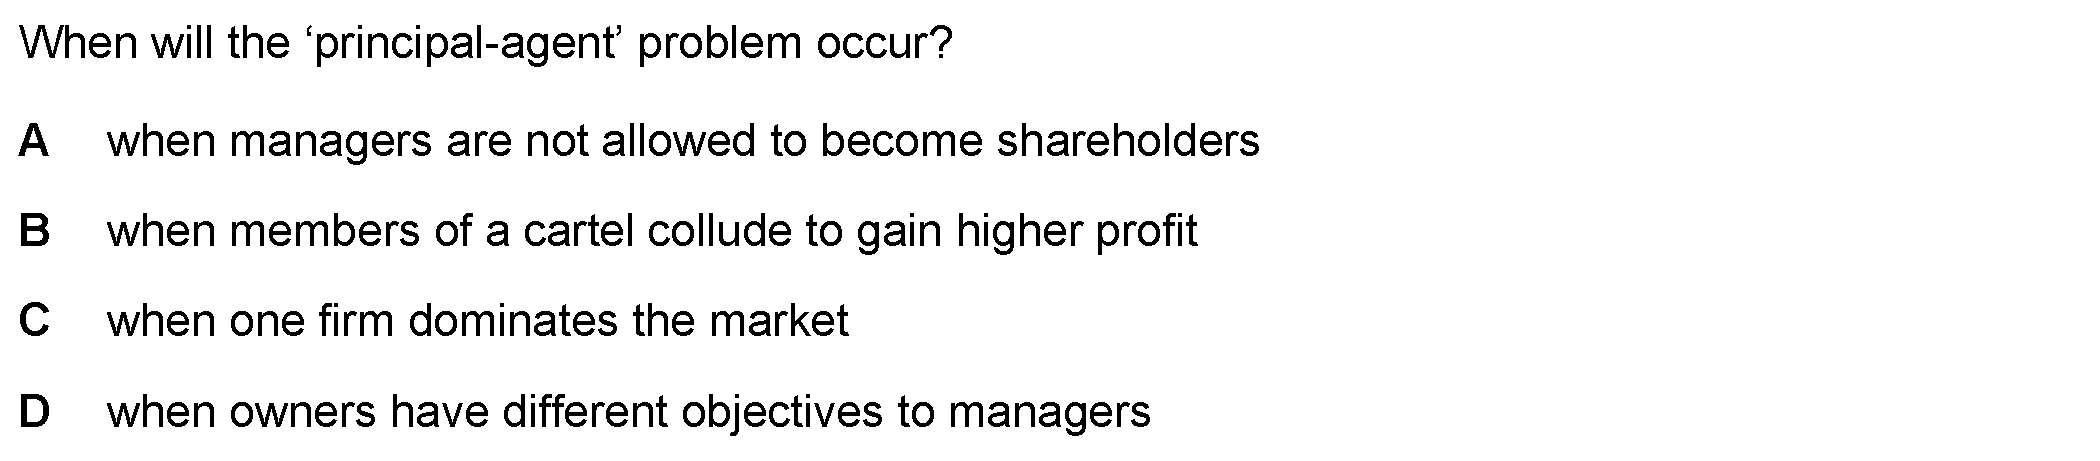 When will the ‘principal-agent’ problem occur?
A when managers are not allowed to become shareholders
B when members of a cartel collude to gain higher profit
C when one firm dominates the market
D when owners have different objectives to managers